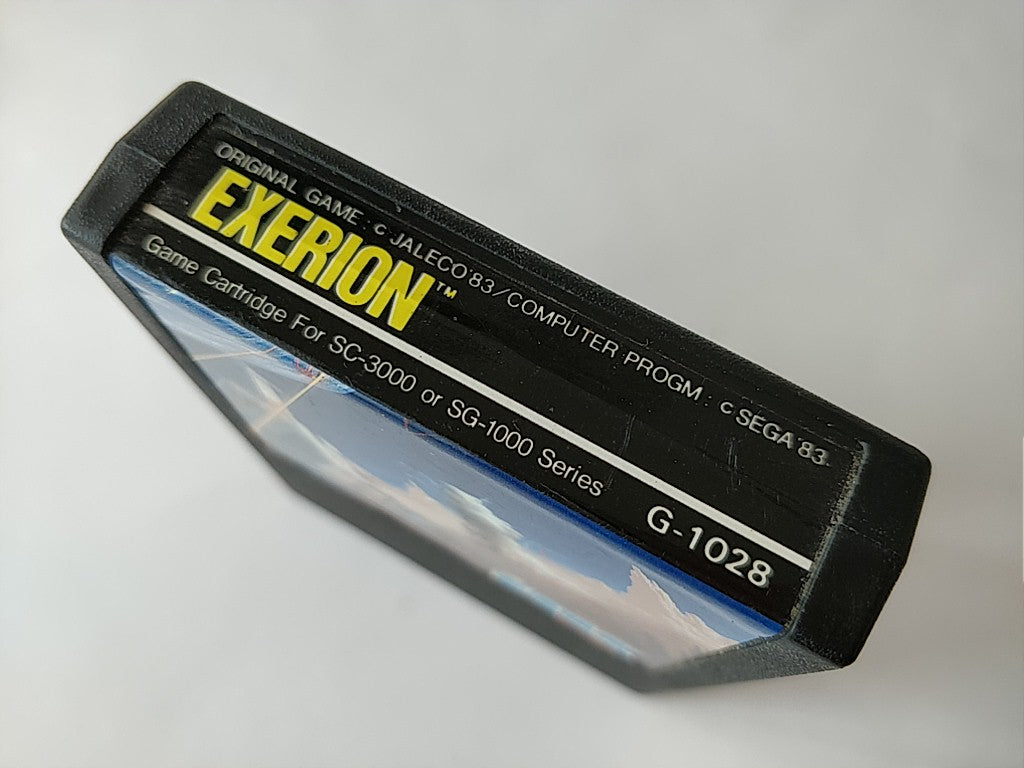 ORIGINAL GAME : c JALECO'83/COMPUTER PROGM : c SEGA'83
EXERION™
Game Cartridge For SC-3000 or SG-1000 Series
G-1028